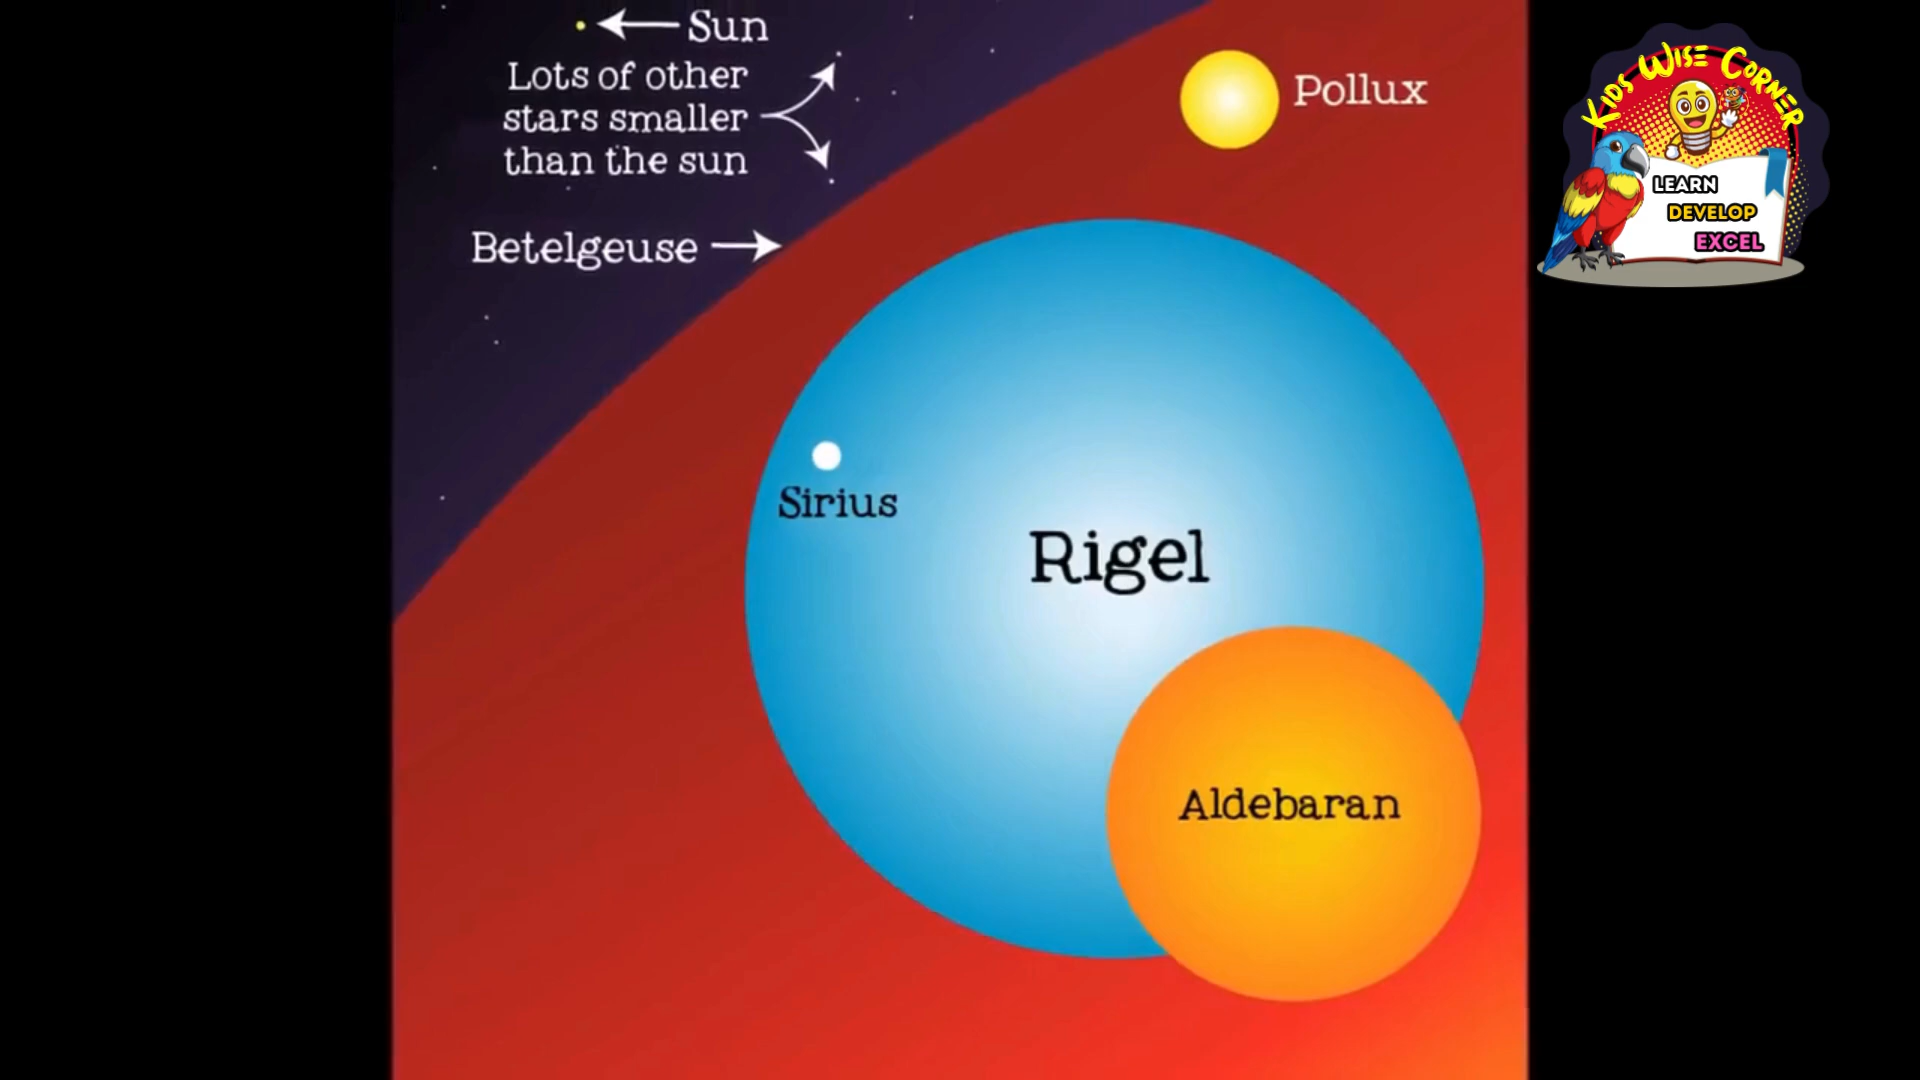 Sun
Lots of other
stars smaller
than the sun
Betelgeuse
Pollux
Sirius
Rigel
Aldebaran
KIDS WISE CORNER
LEARN
DEVELOP
EXCEL